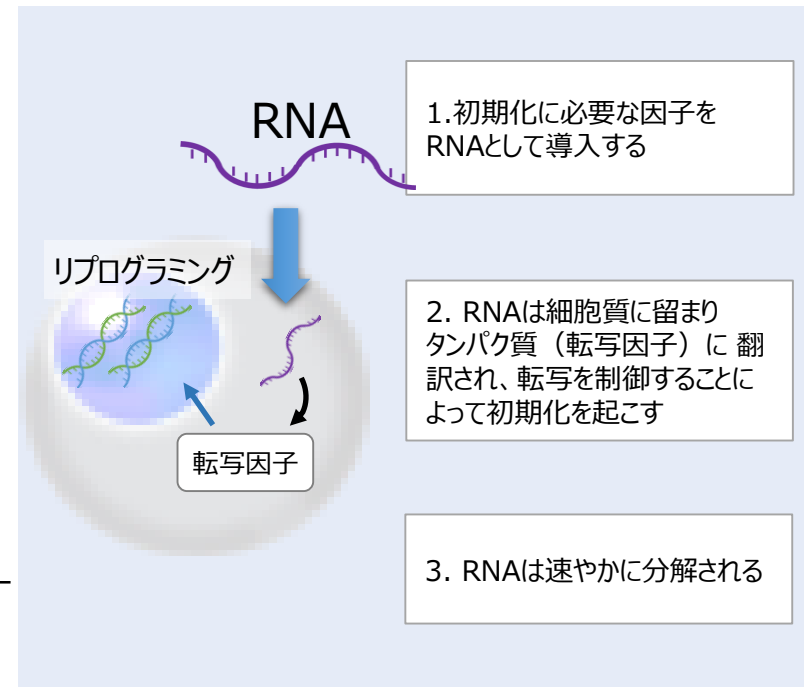 RNA
1.初期化に必要な因子を
RNAとして導入する
リプログラミング
2. RNAは細胞質に留まり
タンパク質（転写因子）に 翻
訳され、転写を制御することに
よって初期化を起こす
転写因子
3. RNAは速やかに分解される